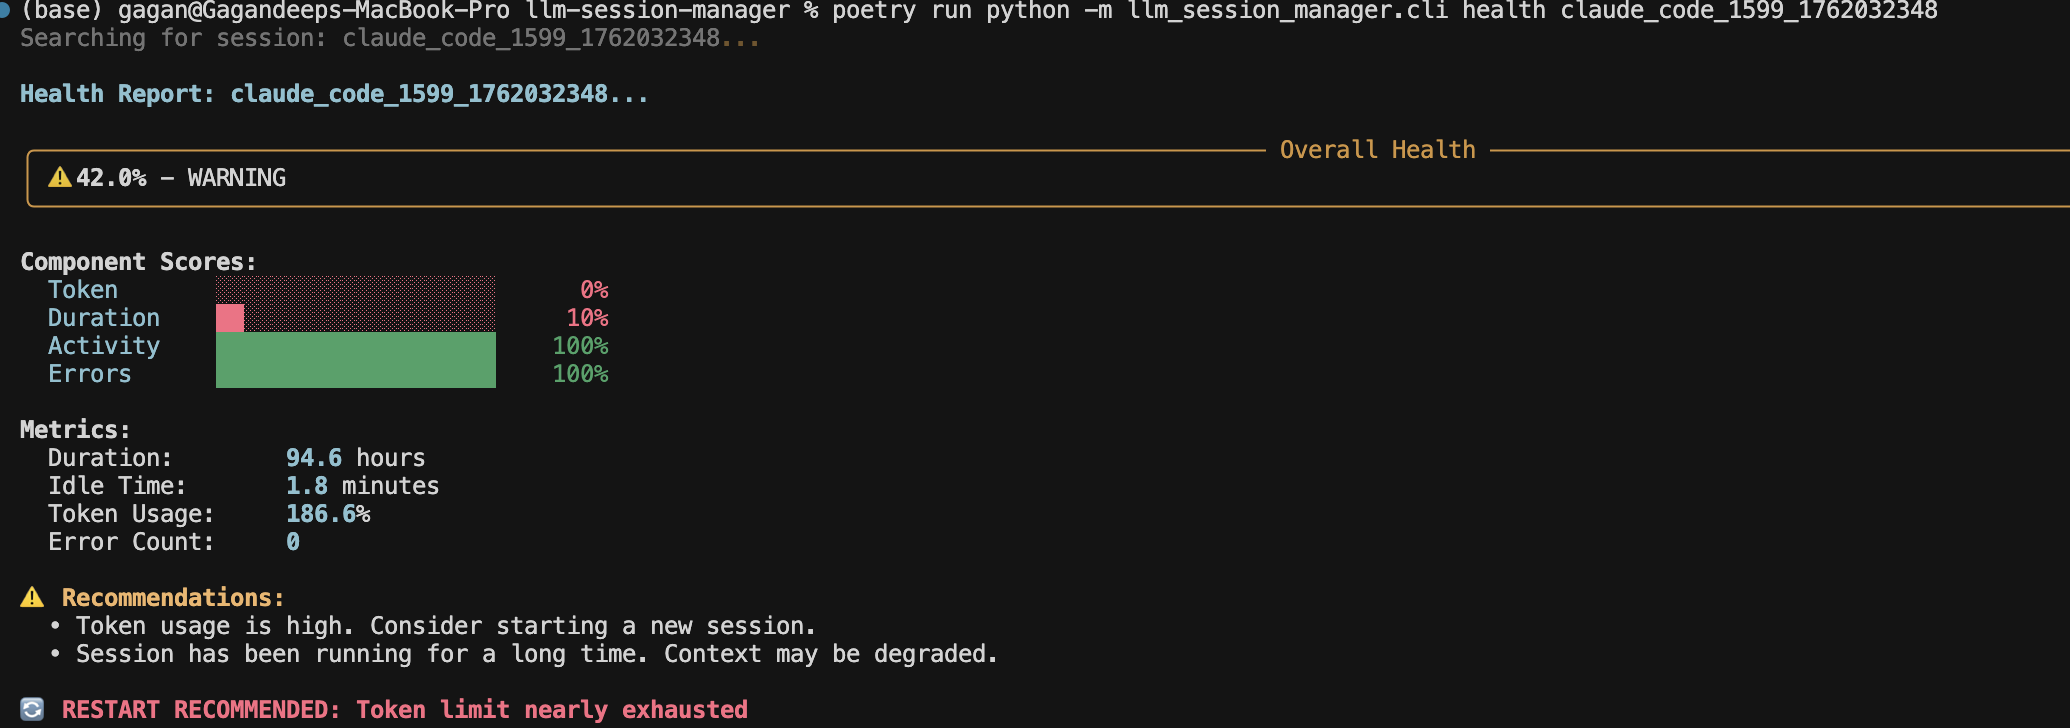 (base) gagan@Gagandeeps-MacBook-Pro llm-session-manager % poetry run python -m llm_session_manager.cli health claude_code_1599_1762032348
Searching for session: claude_code_1599_1762032348...
Health Report: claude_code_1599_1762032348...
Overall Health
⚠️ 42.0% - WARNING
Component Scores:
Token 0%
Duration 10%
Activity 100%
Errors 100%
Metrics:
Duration: 94.6 hours
Idle Time: 1.8 minutes
Token Usage: 186.6%
Error Count: 0
⚠️ Recommendations:
• Token usage is high. Consider starting a new session.
• Session has been running for a long time. Context may be degraded.
🔄 RESTART RECOMMENDED: Token limit nearly exhausted